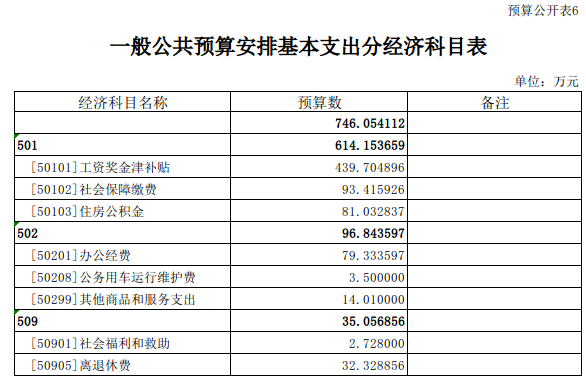 预算公开表6
一般公共预算安排基本支出分经济科目表
单位：万元
经济科目名称 预算数 备注
746.054112
501 614.153659
[50101]工资奖金津补贴 439.704896
[50102]社会保障缴费 93.415926
[50103]住房公积金 81.032837
502 96.843597
[50201]办公经费 79.333597
[50208]公务用车运行维护费 3.500000
[50299]其他商品和服务支出 14.010000
509 35.056856
[50901]社会福利和救助 2.728000
[50905]离退休费 32.328856